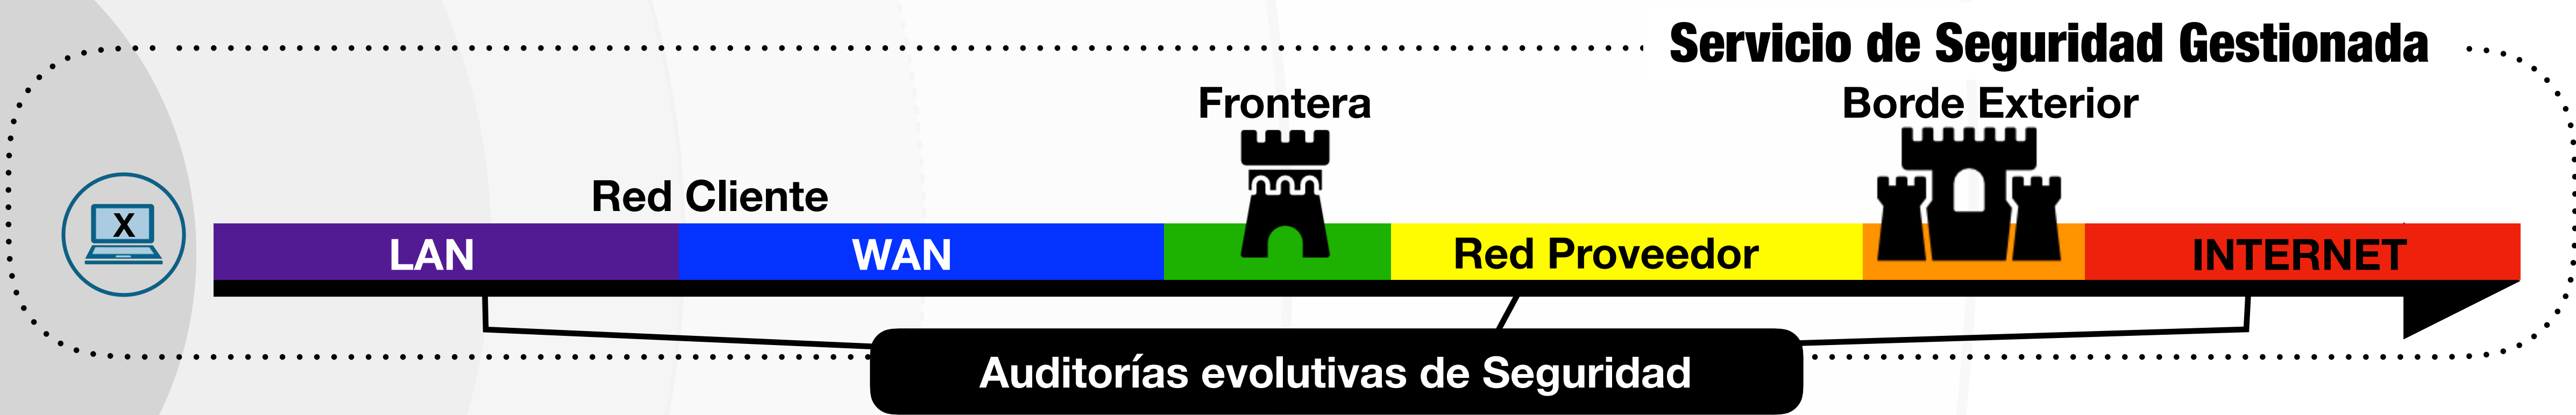 Servicio de Seguridad Gestionada
Frontera
Borde Exterior
Red Cliente
X
LAN
WAN
Red Proveedor
INTERNET
Auditorías evolutivas de Seguridad